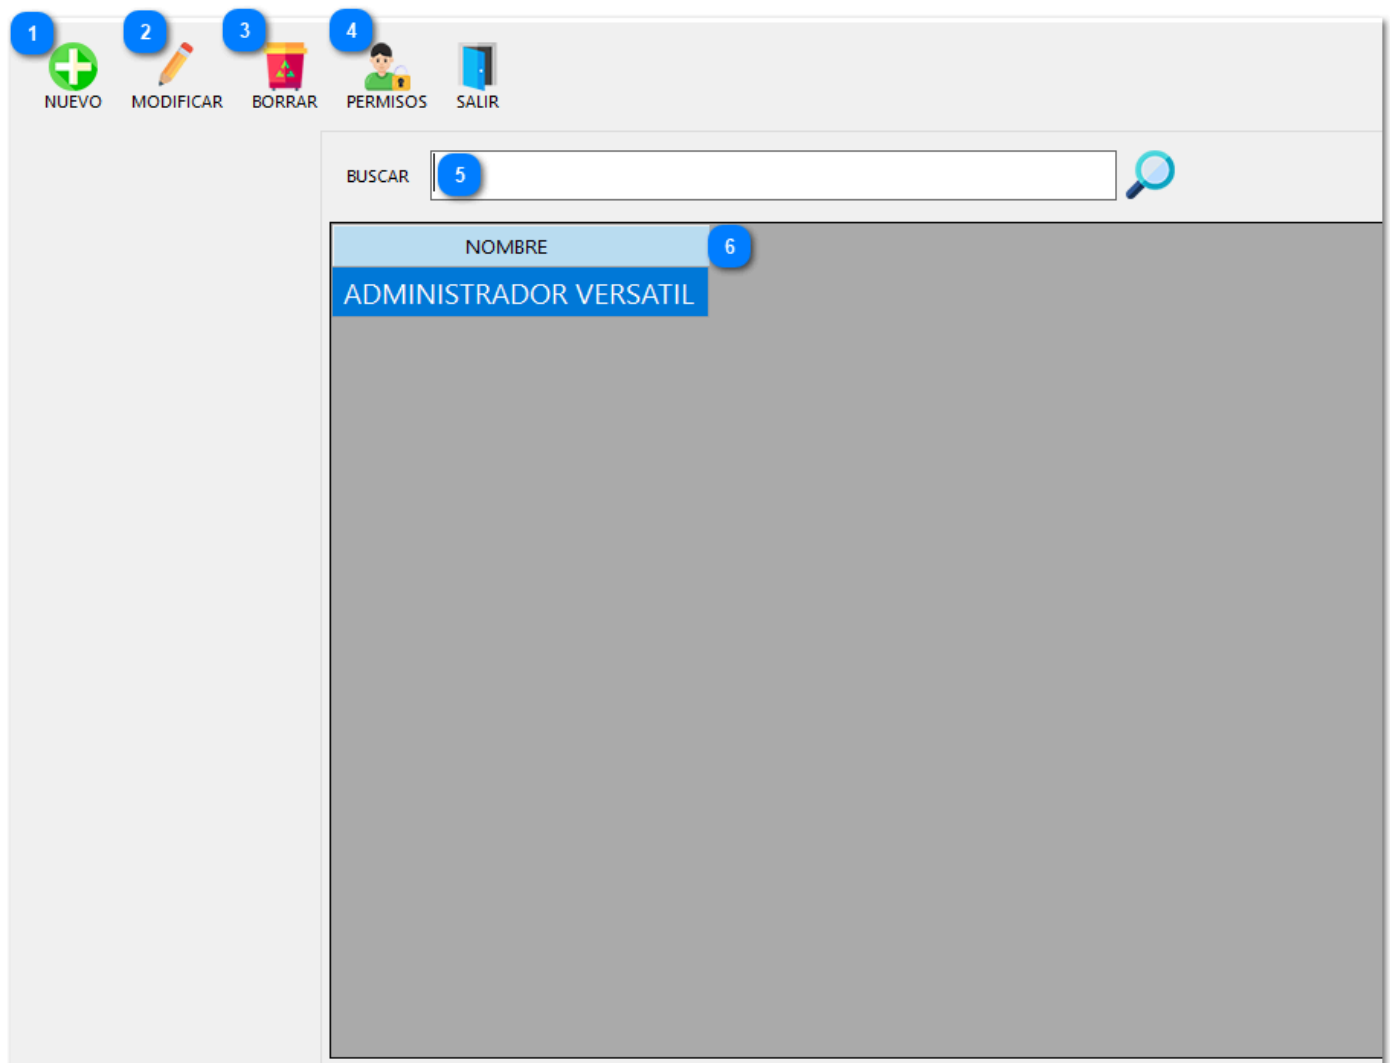 1 2 3 4
NUEVO MODIFICAR BORRAR PERMISOS SALIR
BUSCAR 5
NOMBRE 6
ADMINISTRADOR VERSATIL